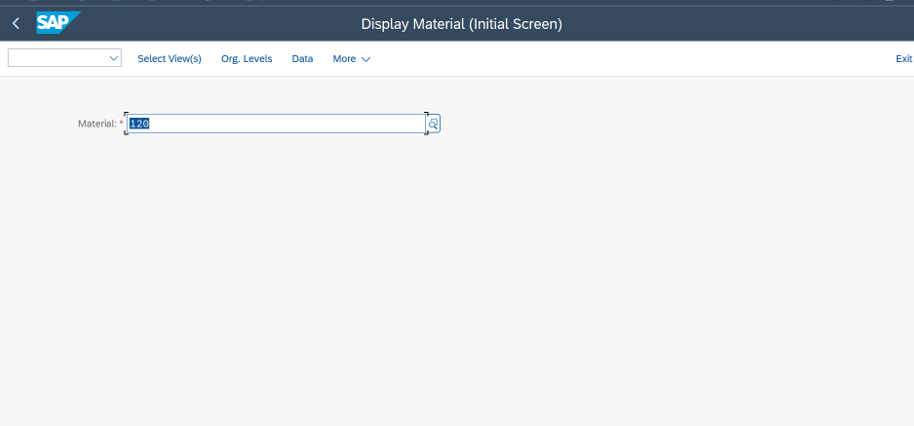 SAP Display Material (Initial Screen)
Select View(s) Org. Levels Data More Exit
Material: * 120